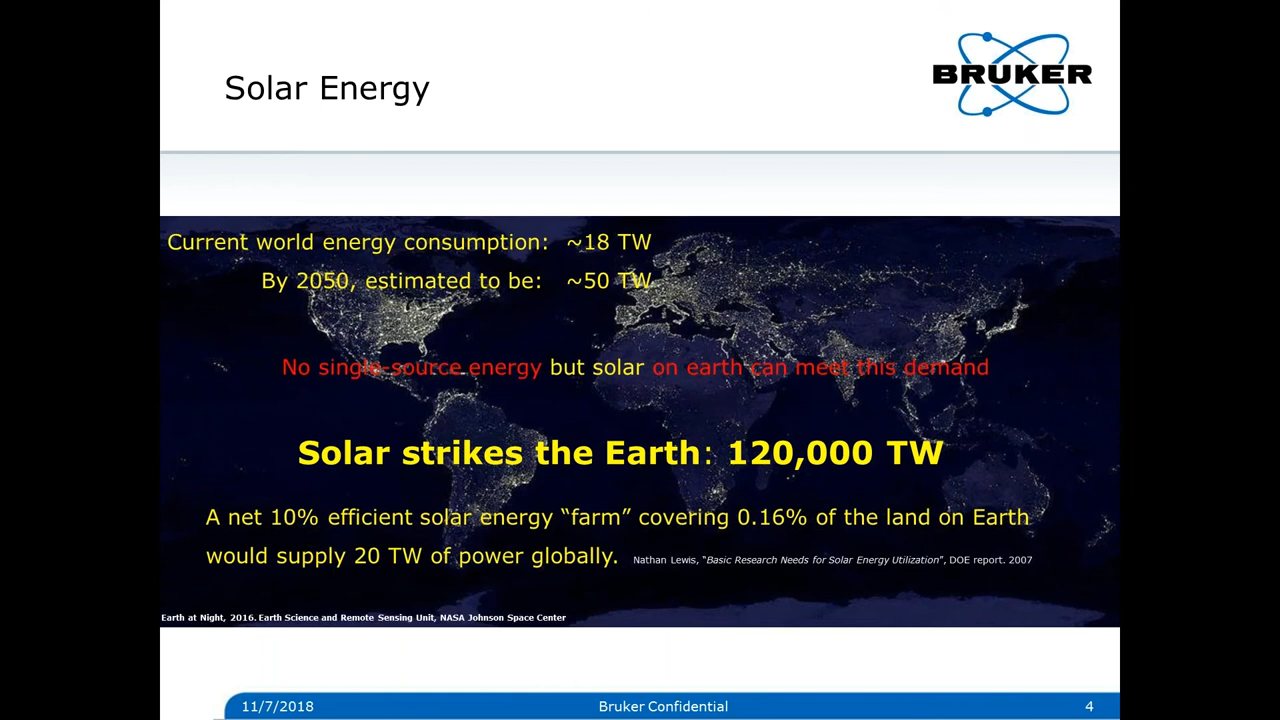 Solar Energy
BRUKER
Current world energy consumption: ~18 TW
By 2050, estimated to be: ~50 TW
No single-source energy but solar on earth can meet this demand
Solar strikes the Earth: 120,000 TW
A net 10% efficient solar energy “farm” covering 0.16% of the land on Earth
would supply 20 TW of power globally. Nathan Lewis, “Basic Research Needs for Solar Energy Utilization”, DOE report. 2007
Earth at Night, 2016. Earth Science and Remote Sensing Unit, NASA Johnson Space Center
11/7/2018 Bruker Confidential 4